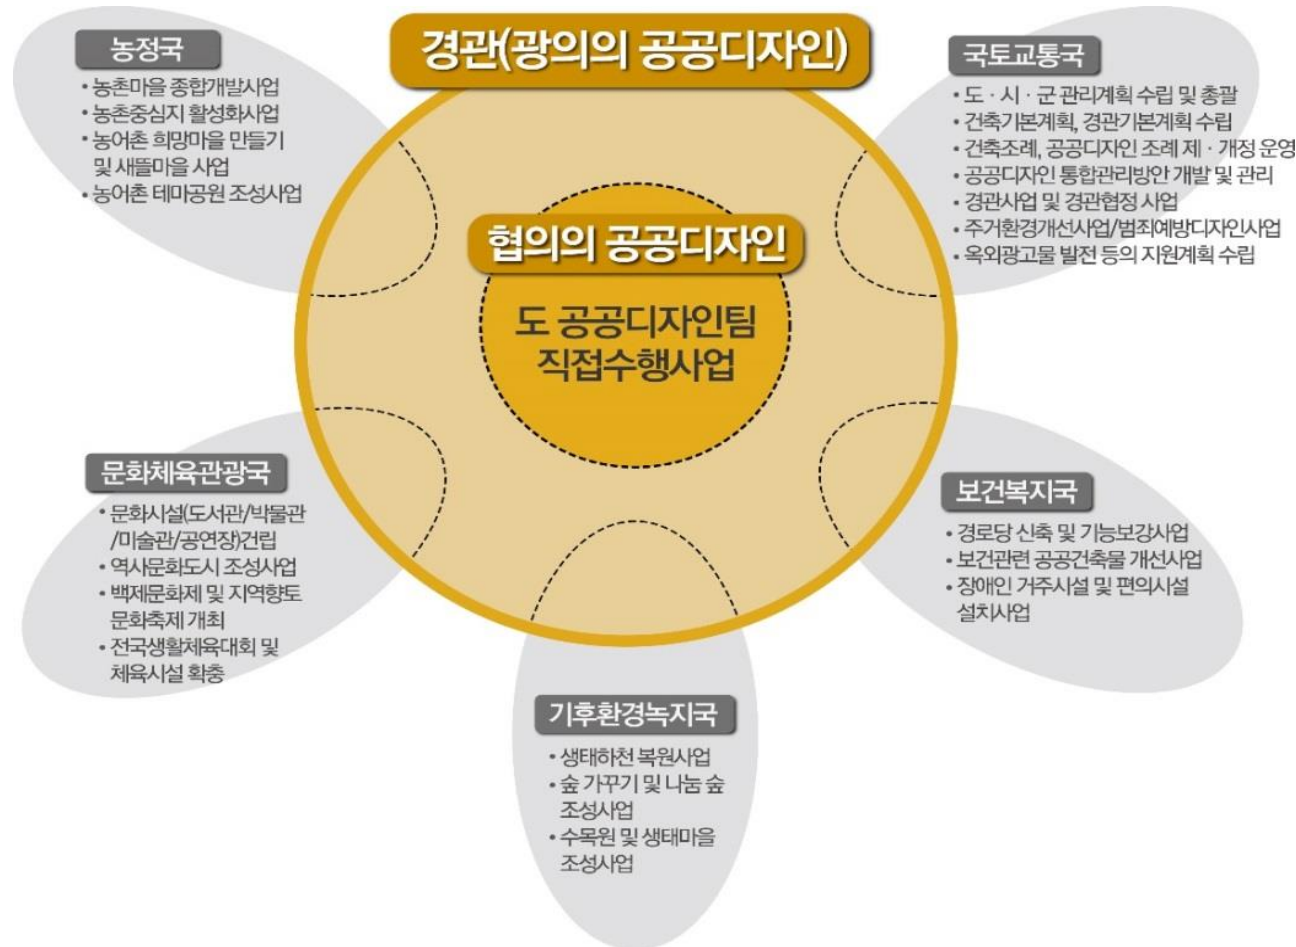 경관(광의의 공공디자인)
농정국
• 농촌마을 종합개발사업
• 농촌중심지 활성화사업
• 농어촌 희망마을 만들기
및 새뜰마을 사업
• 농어촌 테마공원 조성사업
국토교통국
• 도 · 시 · 군 관리계획 수립 및 총괄
• 건축기본계획, 경관기본계획 수립
• 건축조례, 공공디자인 조례 제 · 개정 운영
• 공공디자인 통합관리방안 개발 및 관리
• 경관사업 및 경관협정 사업
• 주거환경개선사업/범죄예방디자인사업
• 옥외광고물 발전 등의 지원계획 수립
협의의 공공디자인
도 공공디자인팀
직접수행사업
문화체육관광국
• 문화시설(도서관/박물관
/미술관/공연장)건립
• 역사문화도시 조성사업
• 백제문화제 및 지역향토
문화축제 개최
• 전국생활체육대회 및
체육시설 확충
보건복지국
• 경로당 신축 및 기능보강사업
• 보건관련 공공건축물 개선사업
• 장애인 거주시설 및 편의시설
설치사업
기후환경녹지국
• 생태하천 복원사업
• 숲 가꾸기 및 나눔 숲
조성사업
• 수목원 및 생태마을
조성사업